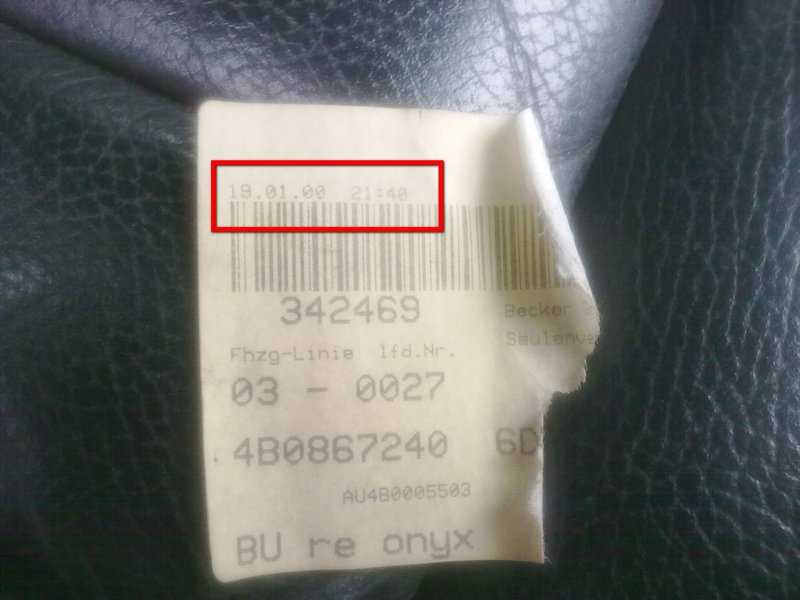 19.01.00 21:40
342469
Becker
Säulenve
Fhzg-Linie lfd.Nr.
03 - 0027
4B0867240 6D
AU4B0005503
BU re onyx